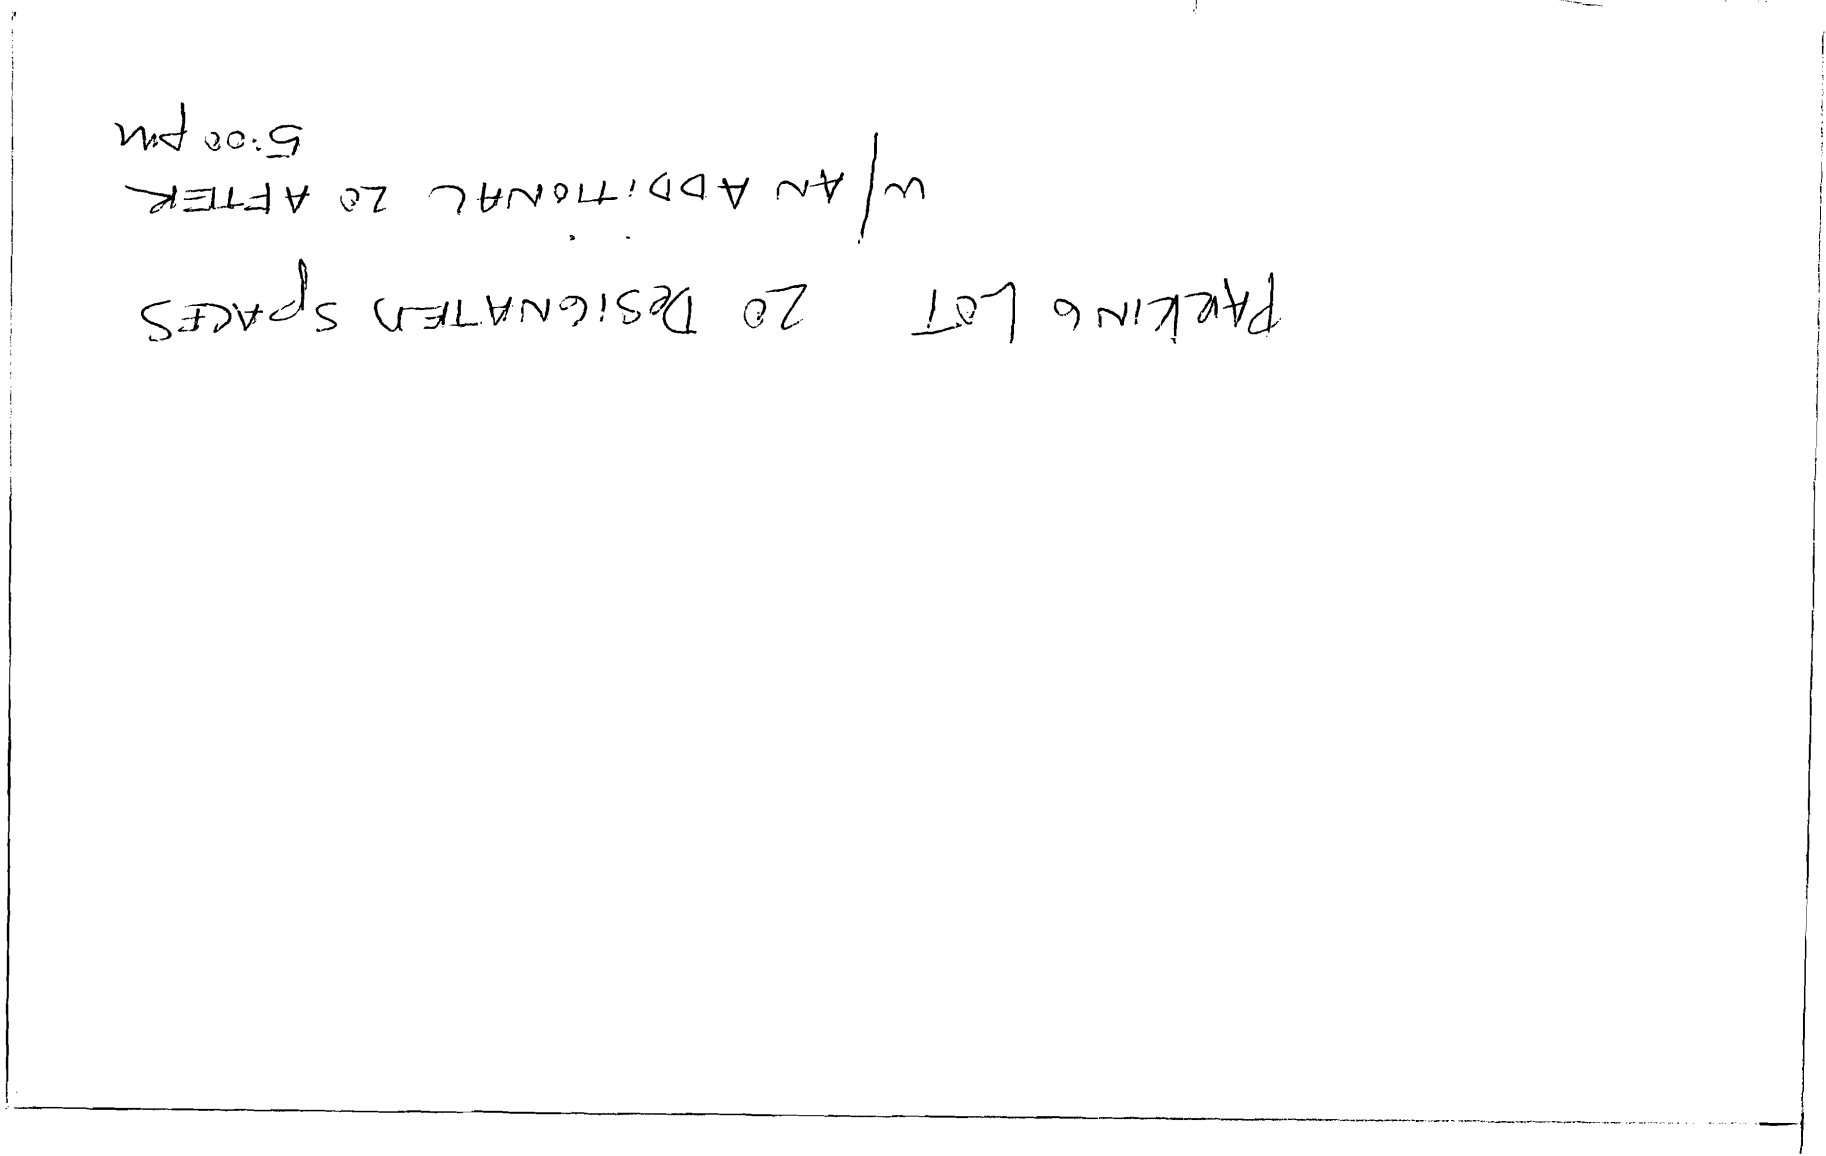 PARKING LOT 20 DESIGNATED SPACES
W/AN ADDITIONAL 20 AFTER
5:00 pm